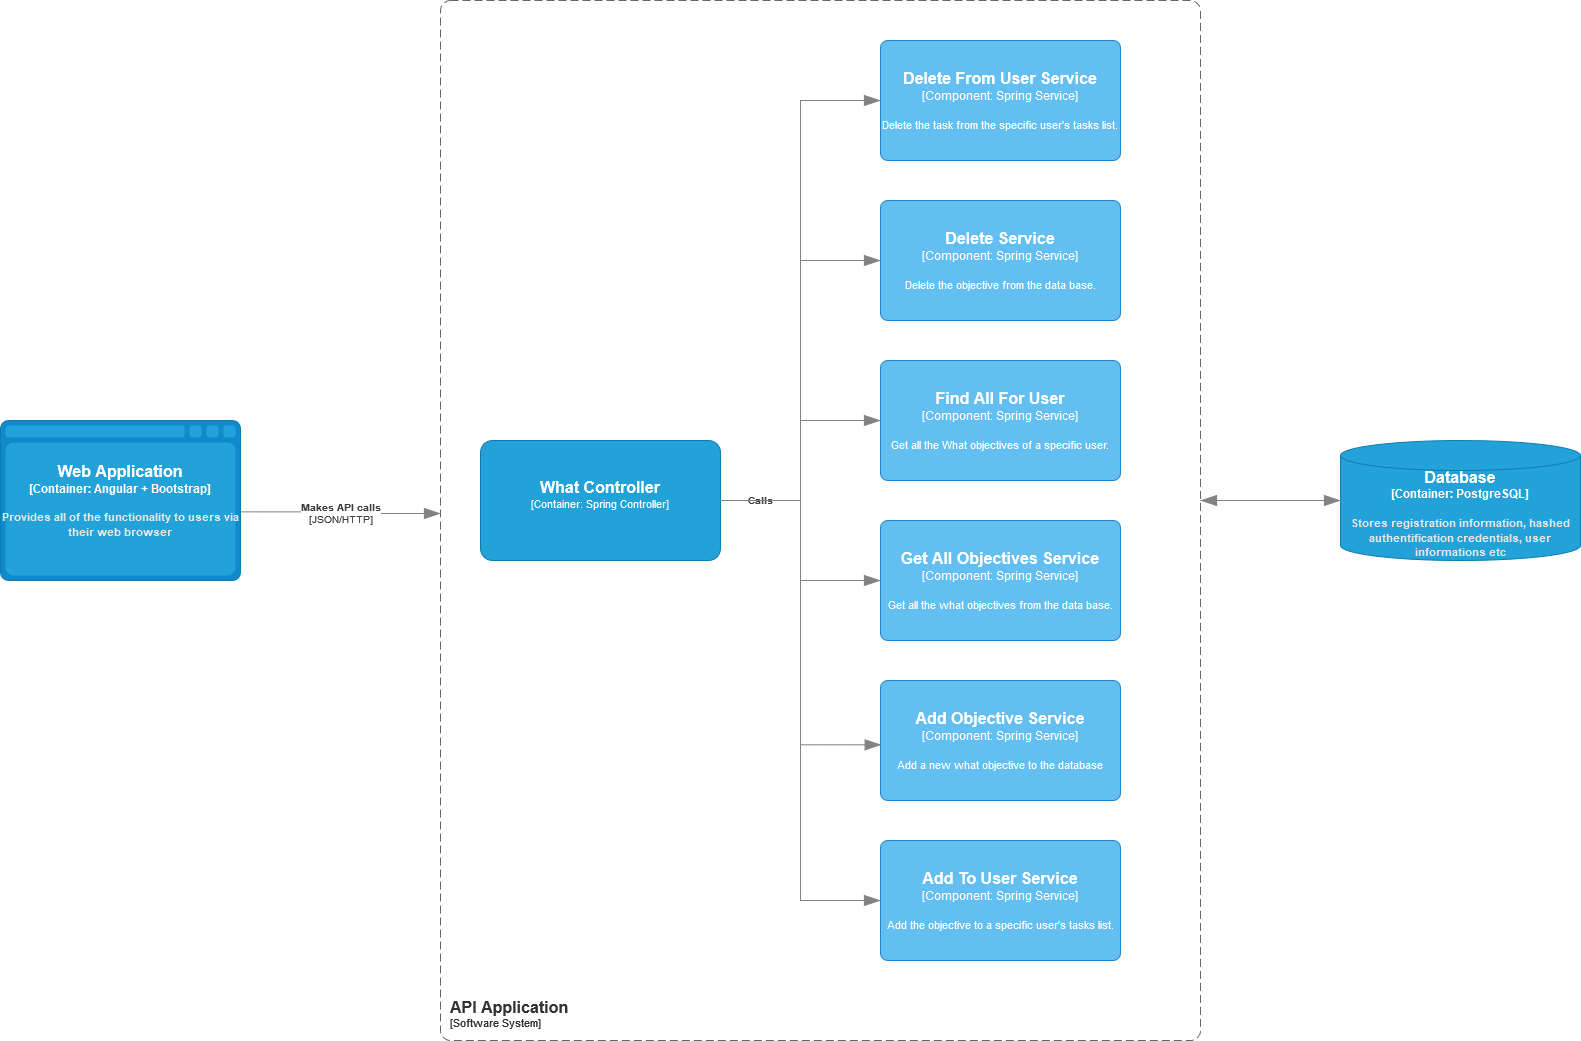 Web Application
[Container: Angular + Bootstrap]
Provides all of the functionality to users via
their web browser
Makes API calls
[JSON/HTTP]
What Controller
[Container: Spring Controller]
Calls
Delete From User Service
[Component: Spring Service]
Delete the task from the specific user's tasks list.
Delete Service
[Component: Spring Service]
Delete the objective from the data base.
Find All For User
[Component: Spring Service]
Get all the What objectives of a specific user.
Get All Objectives Service
[Component: Spring Service]
Get all the what objectives from the data base.
Add Objective Service
[Component: Spring Service]
Add a new what objective to the database
Add To User Service
[Component: Spring Service]
Add the objective to a specific user's tasks list.
API Application
[Software System]
Database
[Container: PostgreSQL]
Stores registration information, hashed
authentification credentials, user
informations etc